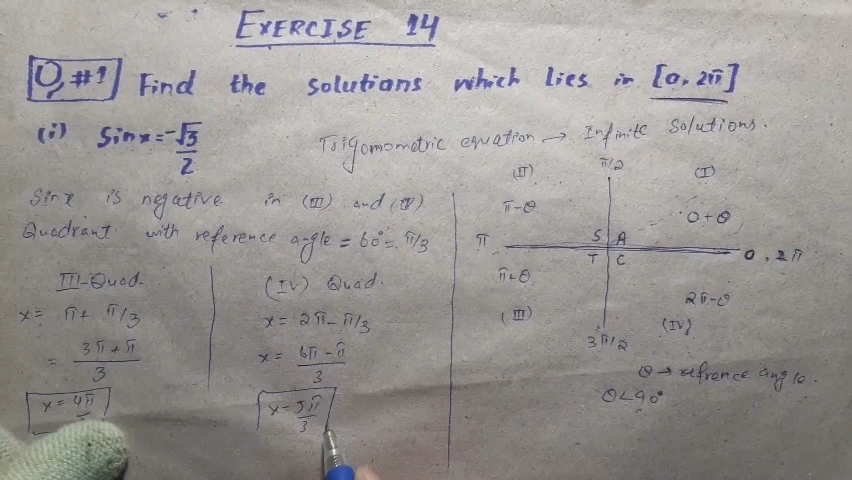 EXERCISE 14
Q#1 Find the solutions which lies in [0, 2π]
(i) Sinx = -√3/2
Trigomometric equation → Infinite Solutions.
Sinx is negative in (III) and (IV)
Quadrant with reference angle = 60° = π/3
III-Quad.
x = π + π/3
= 3π+π/3
x = 4π
(IV) Quad.
x = 2π - π/3
x = 6π-π/3
x = 5π/3
π/2
(II) (I)
π-θ 0+θ
S A
π 0, 2π
T C
π+θ 2π-θ
(III) (IV)
3π/2
θ → refrence angle.
θ<90°